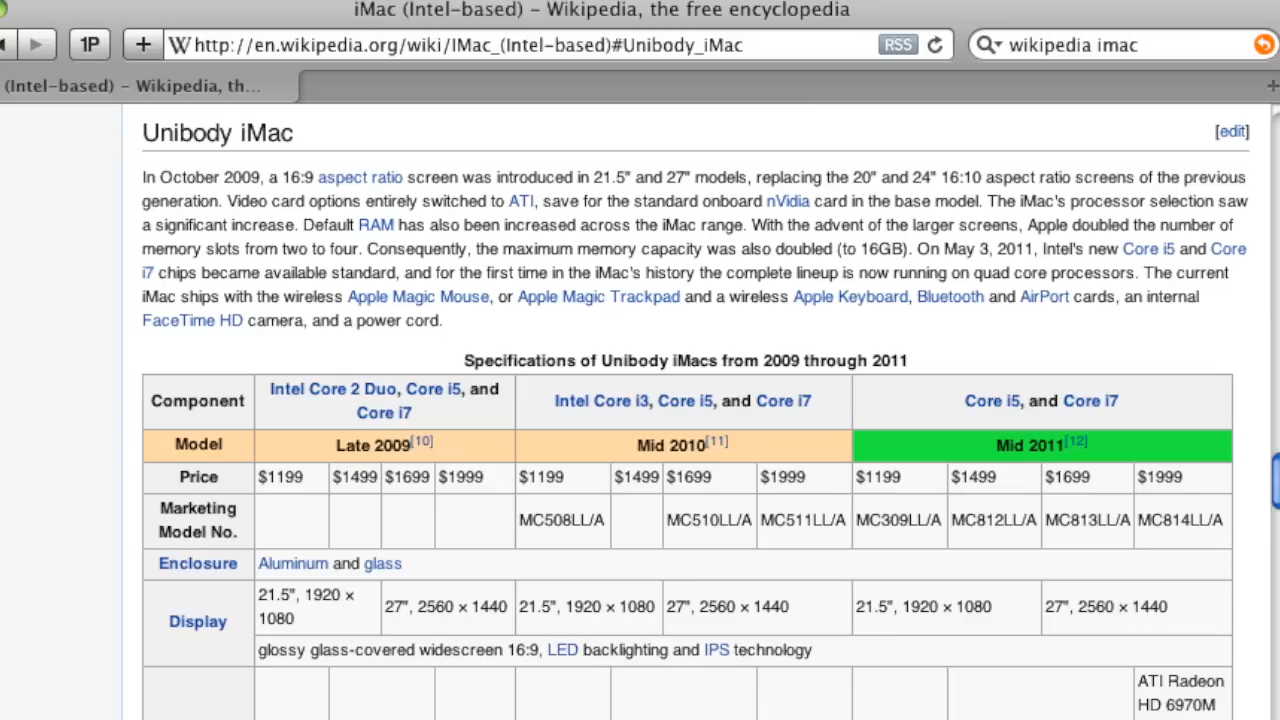 iMac (Intel-based) – Wikipedia, the free encyclopedia
1P + W http://en.wikipedia.org/wiki/IMac_(Intel-based)#Unibody_iMac RSS wikipedia imac
(Intel-based) – Wikipedia, th... +
Unibody iMac [edit]
In October 2009, a 16:9 aspect ratio screen was introduced in 21.5" and 27" models, replacing the 20" and 24" 16:10 aspect ratio screens of the previous
generation. Video card options entirely switched to ATI, save for the standard onboard nVidia card in the base model. The iMac's processor selection saw
a significant increase. Default RAM has also been increased across the iMac range. With the advent of the larger screens, Apple doubled the number of
memory slots from two to four. Consequently, the maximum memory capacity was also doubled (to 16GB). On May 3, 2011, Intel's new Core i5 and Core
i7 chips became available standard, and for the first time in the iMac's history the complete lineup is now running on quad core processors. The current
iMac ships with the wireless Apple Magic Mouse, or Apple Magic Trackpad and a wireless Apple Keyboard, Bluetooth and AirPort cards, an internal
FaceTime HD camera, and a power cord.
Specifications of Unibody iMacs from 2009 through 2011
Component Intel Core 2 Duo, Core i5, and Core i7 Intel Core i3, Core i5, and Core i7 Core i5, and Core i7
Model Late 2009[10] Mid 2010[11] Mid 2011[12]
Price $1199 $1499 $1699 $1999 $1199 $1499 $1699 $1999 $1199 $1499 $1699 $1999
Marketing Model No. MC508LL/A MC510LL/A MC511LL/A MC309LL/A MC812LL/A MC813LL/A MC814LL/A
Enclosure Aluminum and glass
Display 21.5", 1920 × 1080 27", 2560 × 1440 21.5", 1920 × 1080 27", 2560 × 1440 21.5", 1920 × 1080 27", 2560 × 1440
glossy glass-covered widescreen 16:9, LED backlighting and IPS technology
ATI Radeon
HD 6970M